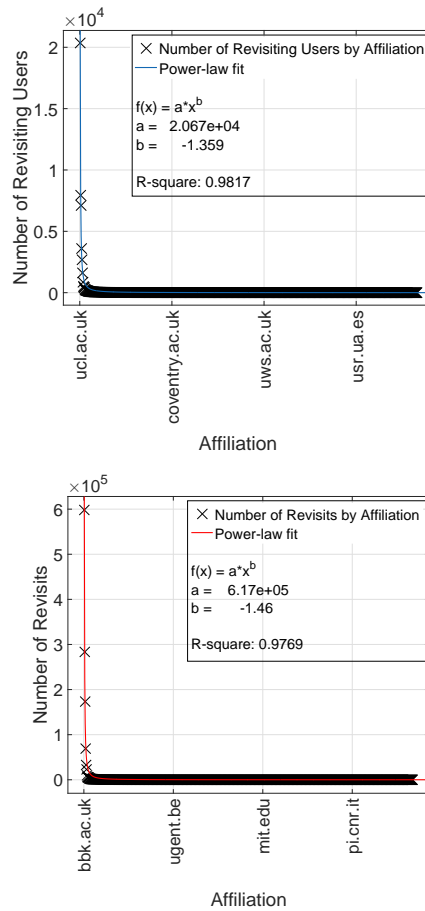 ×10^4
2
1.5
1
0.5
0
Number of Revisiting Users
Number of Revisiting Users by Affiliation
Power-law fit
f(x) = a*x^b
a = 2.067e+04
b = -1.359
R-square: 0.9817
ucl.ac.uk
coventry.ac.uk
uws.ac.uk
usr.ua.es
Affiliation
×10^5
6
5
4
3
2
1
0
Number of Revisits
Number of Revisits by Affiliation
Power-law fit
f(x) = a*x^b
a = 6.17e+05
b = -1.46
R-square: 0.9769
bbk.ac.uk
ugent.be
mit.edu
pi.cnr.it
Affiliation